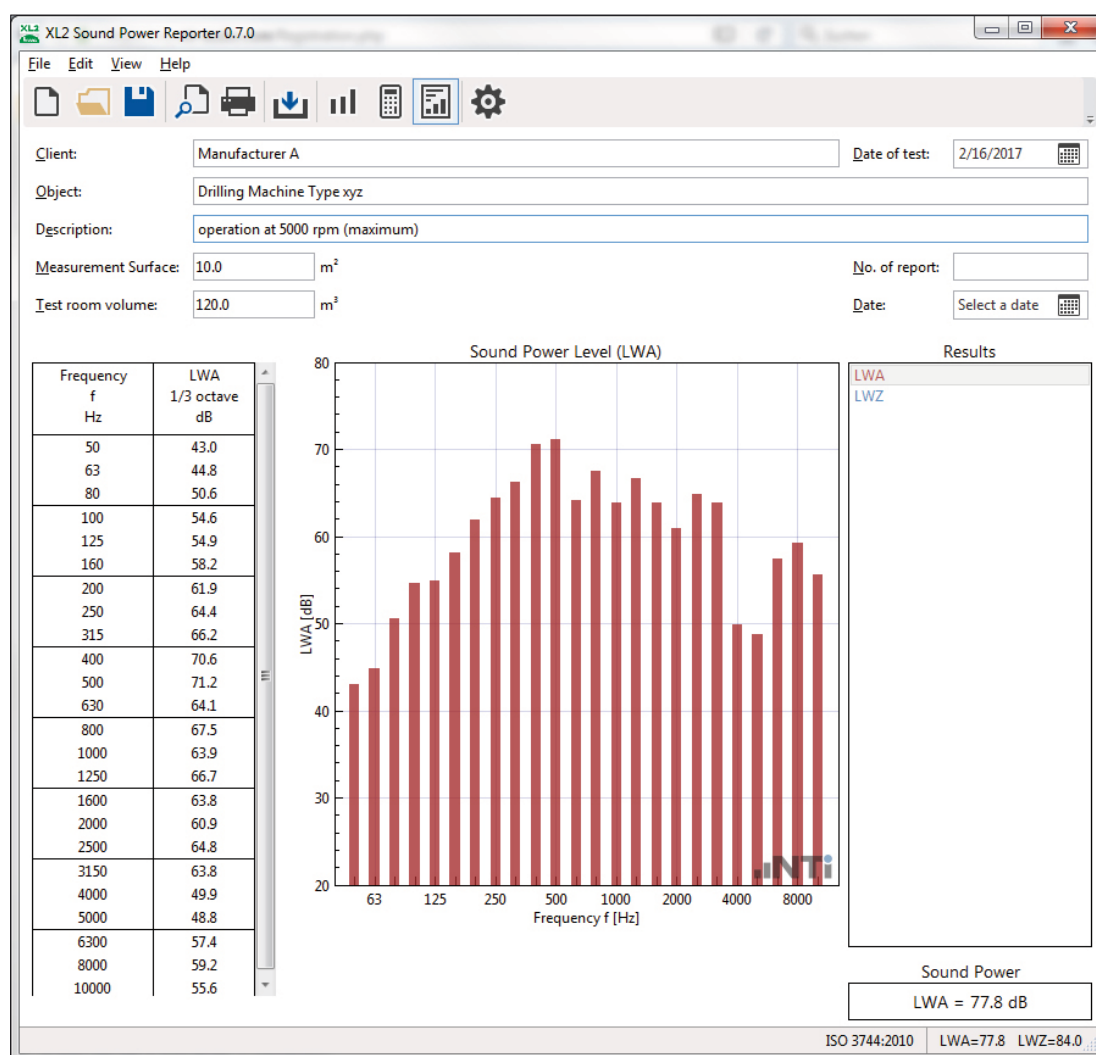 XL2 XL2 Sound Power Reporter 0.7.0
File Edit View Help
Client: Manufacturer A Date of test: 2/16/2017
Object: Drilling Machine Type xyz
Description: operation at 5000 rpm (maximum)
Measurement Surface: 10.0 m² No. of report:
Test room volume: 120.0 m³ Date: Select a date
Frequency LWA
f 1/3 octave
Hz dB
50 43.0
63 44.8
80 50.6
100 54.6
125 54.9
160 58.2
200 61.9
250 64.4
315 66.2
400 70.6
500 71.2
630 64.1
800 67.5
1000 63.9
1250 66.7
1600 63.8
2000 60.9
2500 64.8
3150 63.8
4000 49.9
5000 48.8
6300 57.4
8000 59.2
10000 55.6
Sound Power Level (LWA)
80
70
60
50
40
30
20
LWA [dB]
63 125 250 500 1000 2000 4000 8000
Frequency f [Hz]
NTi
Results
LWA
LWZ
Sound Power
LWA = 77.8 dB
ISO 3744:2010 LWA=77.8 LWZ=84.0